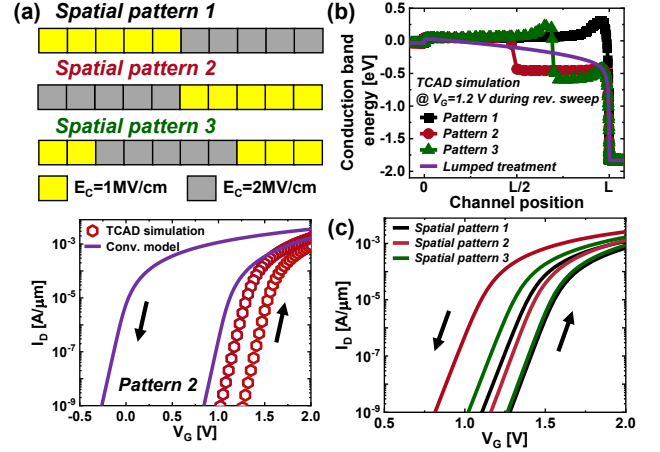 (a)
Spatial pattern 1
Spatial pattern 2
Spatial pattern 3
E_C=1MV/cm
E_C=2MV/cm
(b)
Conduction band
energy [eV]
0.5
0.0
-0.5
-1.0
-1.5
-2.0
TCAD simulation
@ V_G=1.2 V during rev. sweep
Pattern 1
Pattern 2
Pattern 3
Lumped treatment
0
L/2
L
Channel position
TCAD simulation
Conv. model
I_D [A/μm]
10^-3
10^-5
10^-7
10^-9
Pattern 2
0.0
0.5
1.0
1.5
2.0
V_G [V]
(c)
Spatial pattern 1
Spatial pattern 2
Spatial pattern 3
I_D [A/μm]
10^-3
10^-5
10^-7
10^-9
0.5
1.0
1.5
2.0
V_G [V]